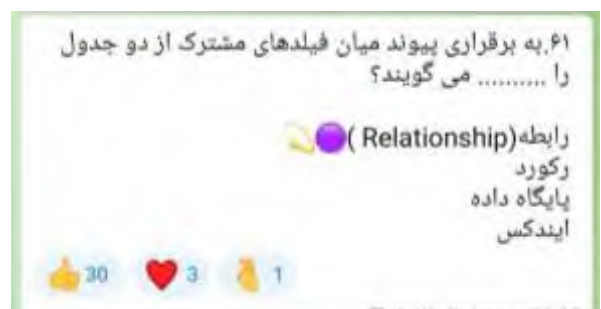 ۶۱.به برقراری پیوند میان فیلدهای مشترک از دو جدول
را .......... می گویند؟
رابطه(Relationship )🟣💫
رکورد
پایگاه داده
ایندکس
👍 30 ❤️ 3 👏 1